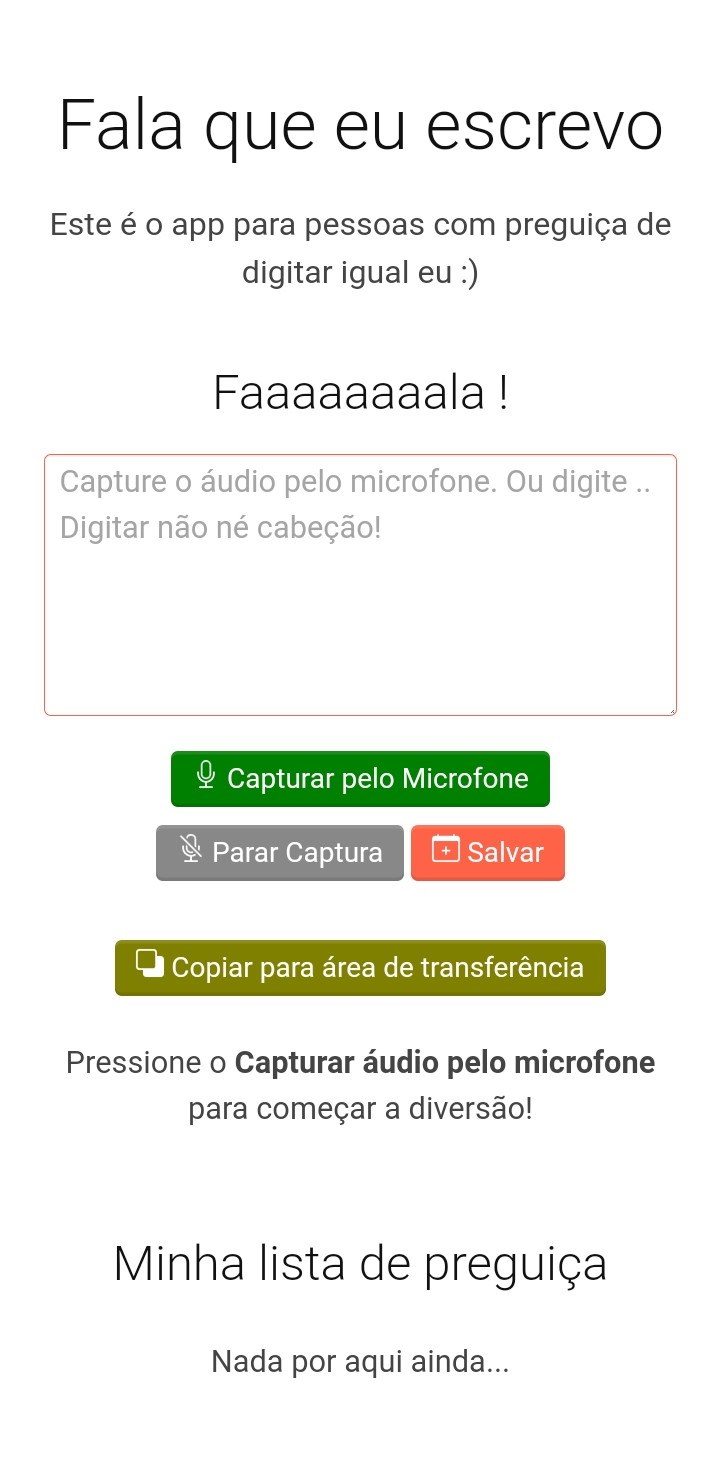 Fala que eu escrevo
Este é o app para pessoas com preguiça de
digitar igual eu :)
Faaaaaaaala !
Capture o áudio pelo microfone. Ou digite ..
Digitar não né cabeção!
Capturar pelo Microfone
Parar Captura
Salvar
Copiar para área de transferência
Pressione o Capturar áudio pelo microfone
para começar a diversão!
Minha lista de preguiça
Nada por aqui ainda...